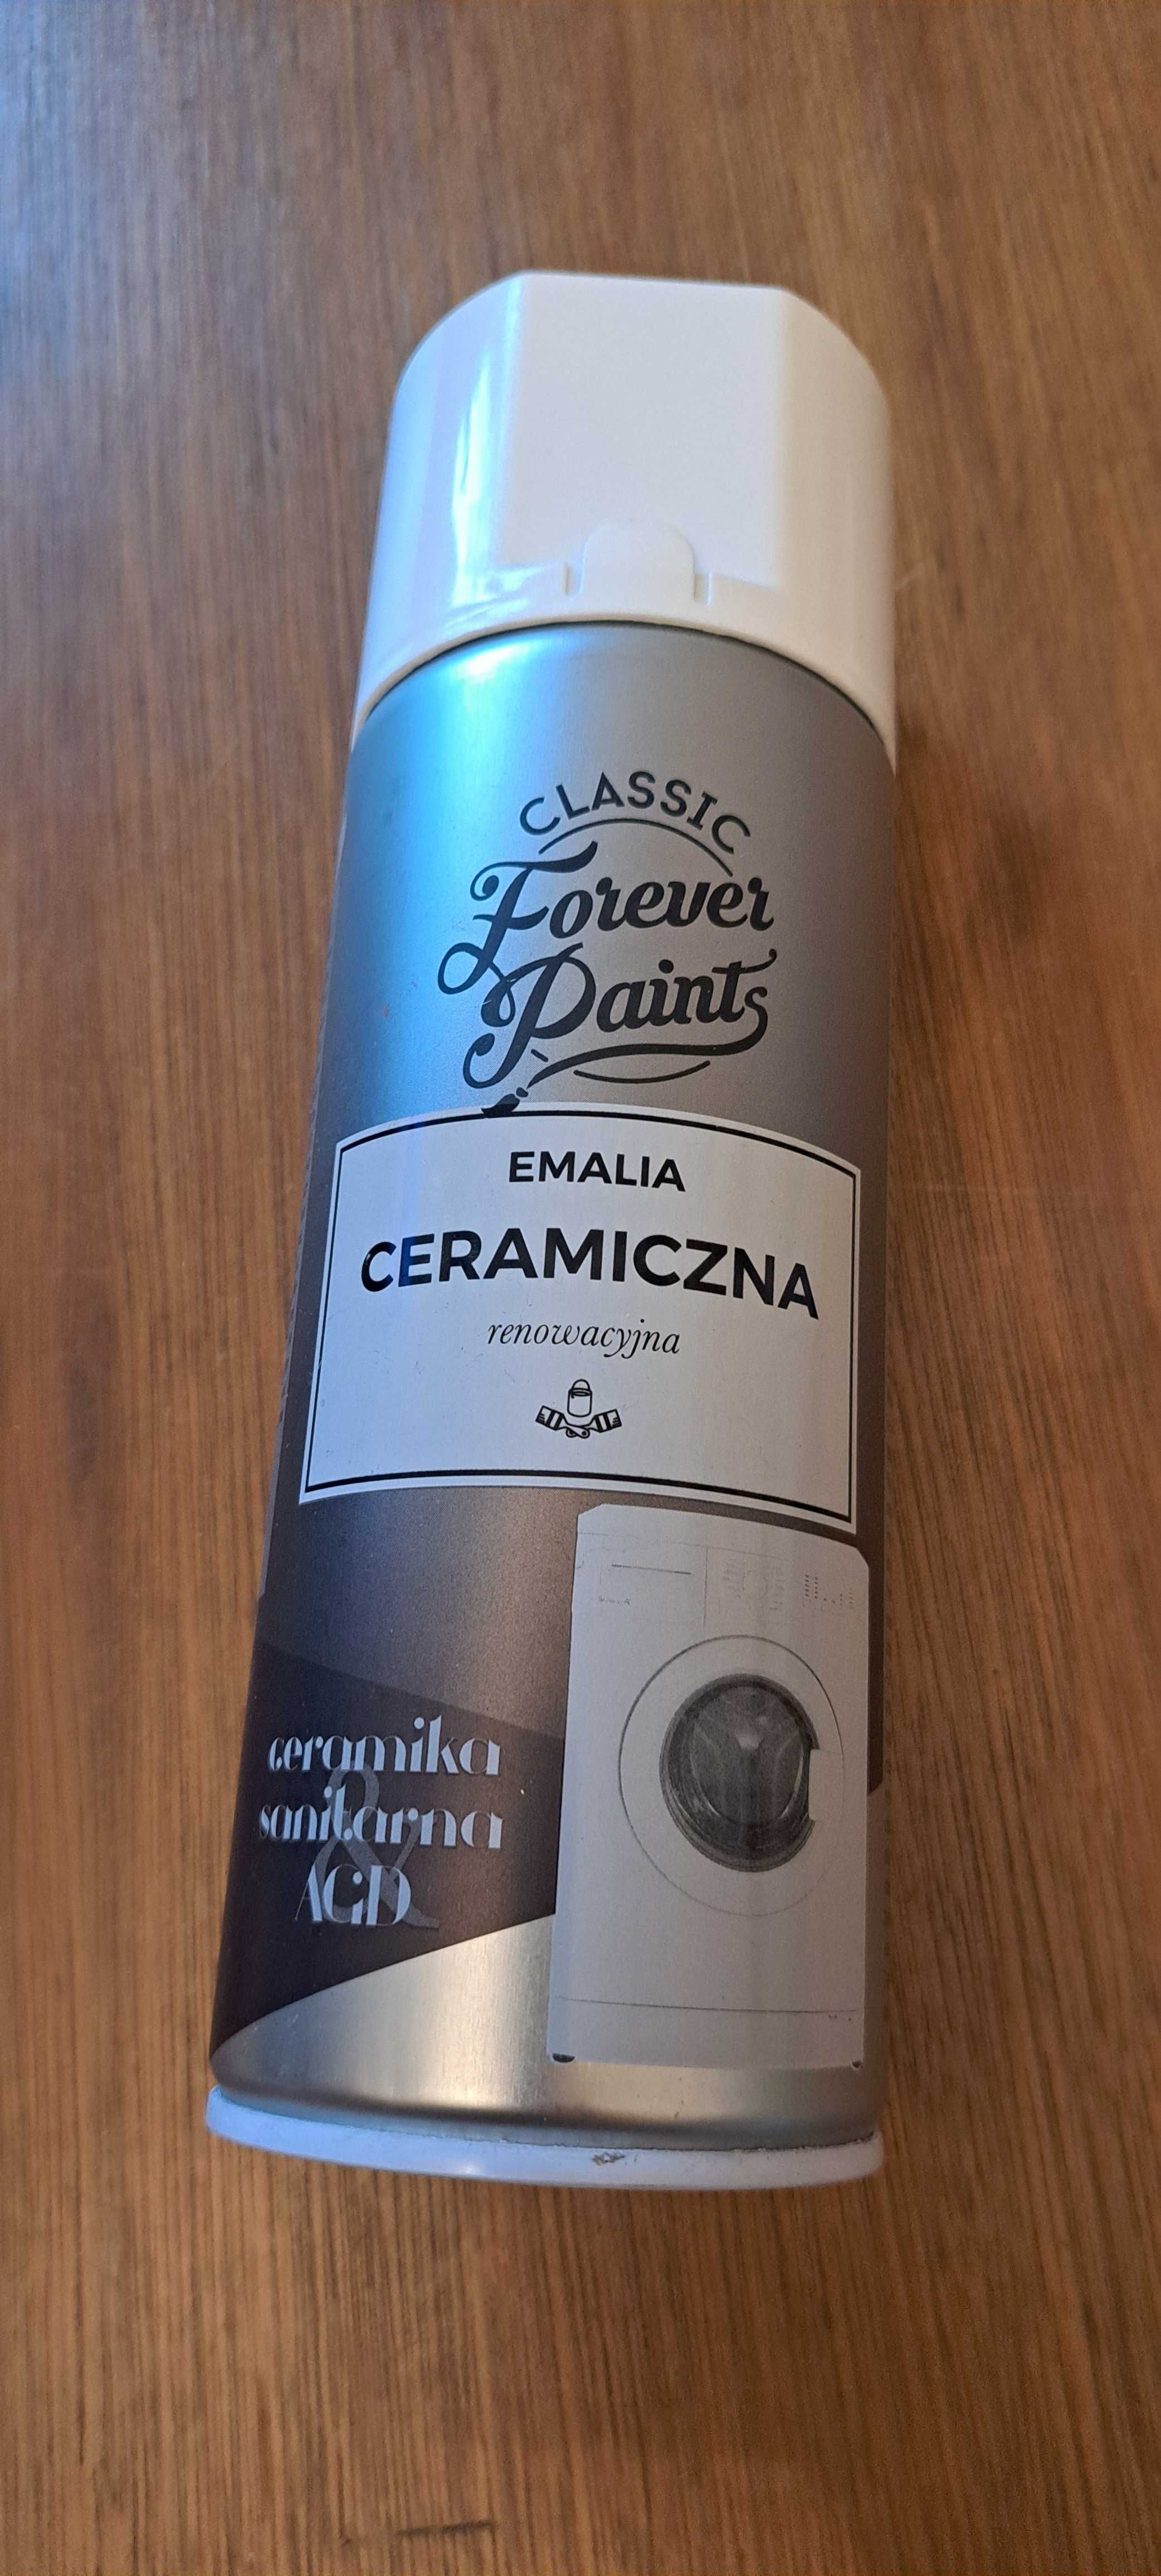 CLASSIC
Forever
Paints
EMALIA
CERAMICZNA
renowacyjna
ceramika
sanitarna
& AGD